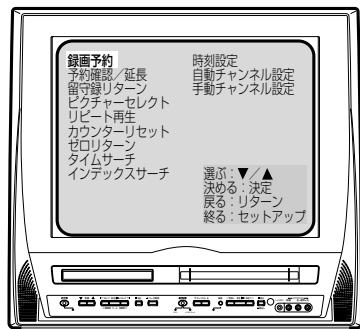 録画予約
予約確認／延長
留守録リターン
ピクチャーセレクト
リピート再生
カウンターリセット
ゼロリターン
タイムサーチ
インデックスサーチ
時刻設定
自動チャンネル設定
手動チャンネル設定
選ぶ：▼／▲
決める：決定
戻る：リターン
終る：セットアップ